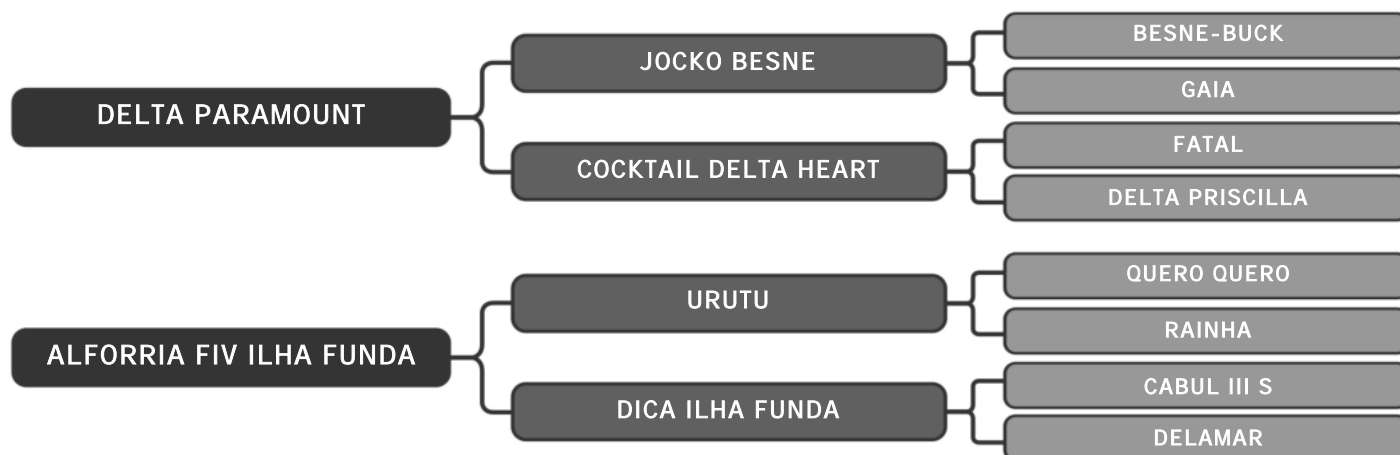 DELTA PARAMOUNT
JOCKO BESNE
BESNE-BUCK
GAIA
COCKTAIL DELTA HEART
FATAL
DELTA PRISCILLA
ALFORRIA FIV ILHA FUNDA
URUTU
QUERO QUERO
RAINHA
DICA ILHA FUNDA
CABUL III S
DELAMAR